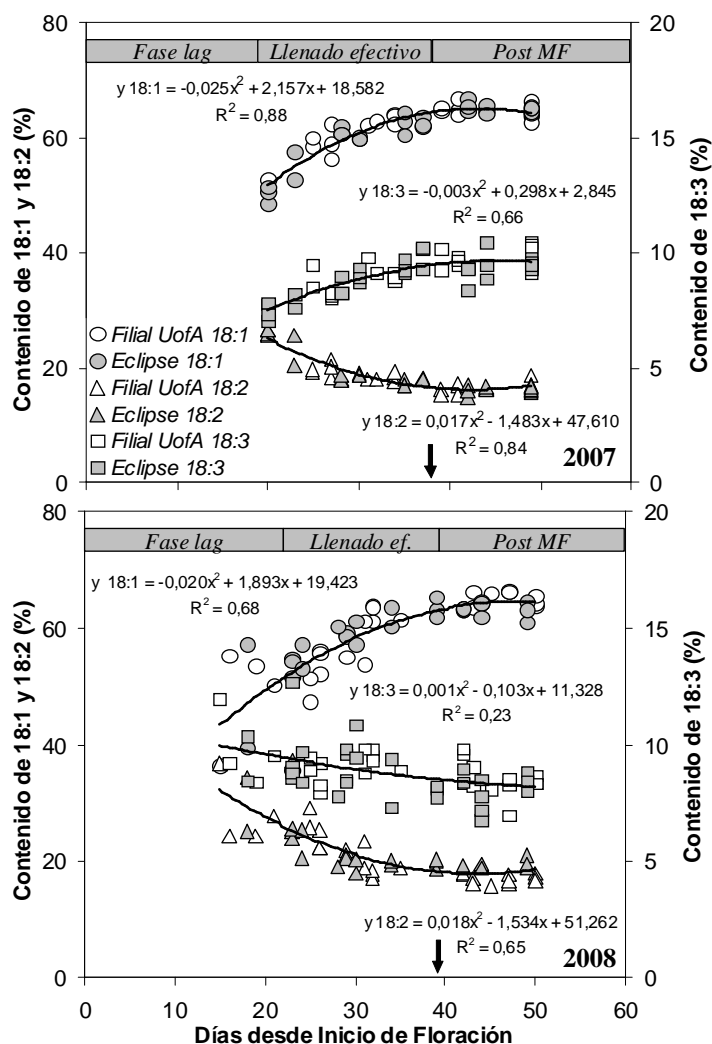 80
60
40
20
0
20
15
10
5
0
Contenido de 18:1 y 18:2 (%)
Contenido de 18:3 (%)
Fase lag
Llenado efectivo
Post MF
y 18:1 = -0,025x² + 2,157x+ 18,582
R² = 0,88
y 18:3 = -0,003x² + 0,298x + 2,845
R² = 0,66
Filial UofA 18:1
Eclipse 18:1
Filial UofA 18:2
Eclipse 18:2
Filial UofA 18:3
Eclipse 18:3
y 18:2 = 0,017x² - 1,483x + 47,610
R² = 0,84
2007
80
60
40
20
0
20
15
10
5
0
Contenido de 18:1 y 18:2 (%)
Contenido de 18:3 (%)
Fase lag
Llenado ef.
Post MF
y 18:1 = -0,020x² + 1,893x + 19,423
R² = 0,68
y 18:3 = 0,001x² - 0,103x + 11,328
R² = 0,23
y 18:2 = 0,018x² - 1,534x + 51,262
R² = 0,65
2008
0 10 20 30 40 50 60
Días desde Inicio de Floración